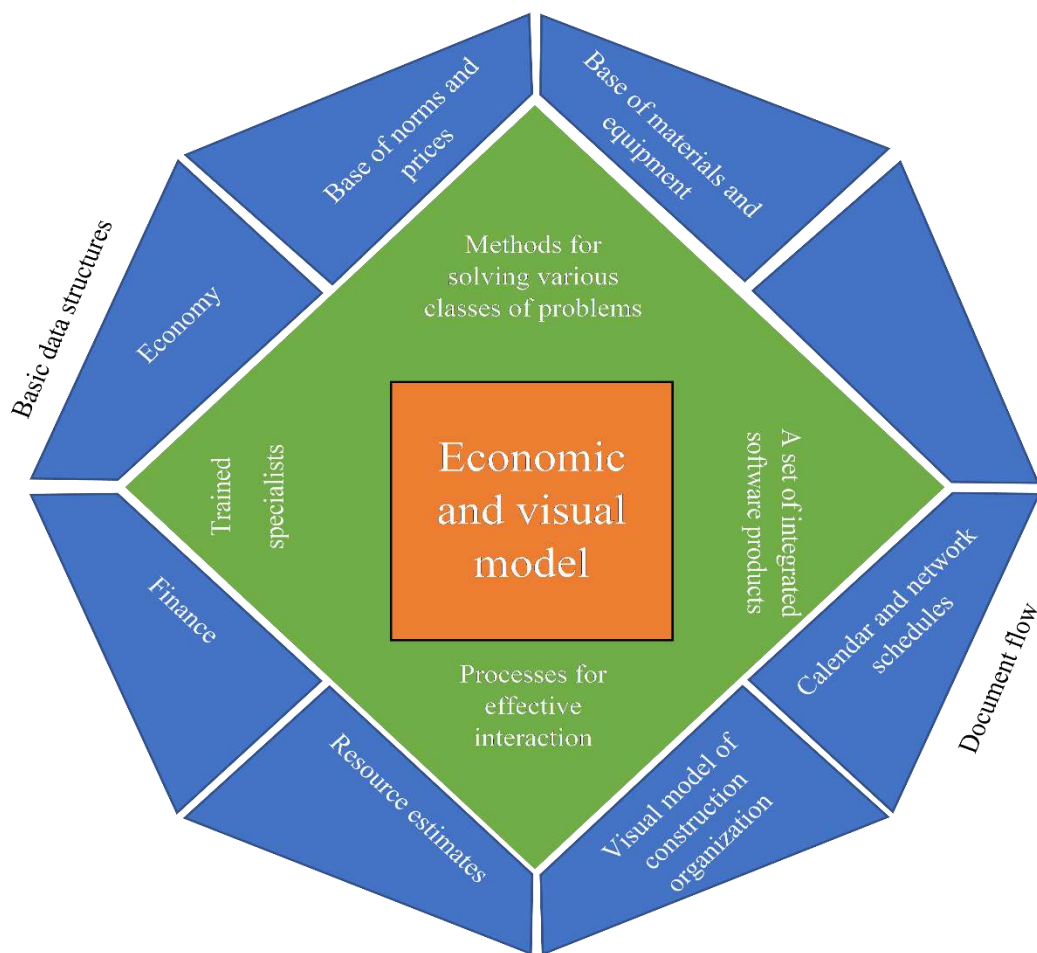 Base of norms and
prices
Base of materials and
equipment
Basic data structures
Economy
Methods for
solving various
classes of problems
Trained
specialists
Economic
and visual
model
A set of integrated
software products
Finance
Processes for
effective
interaction
Calendar and network
schedules
Document flow
Resource estimates
Visual model of
construction
organization